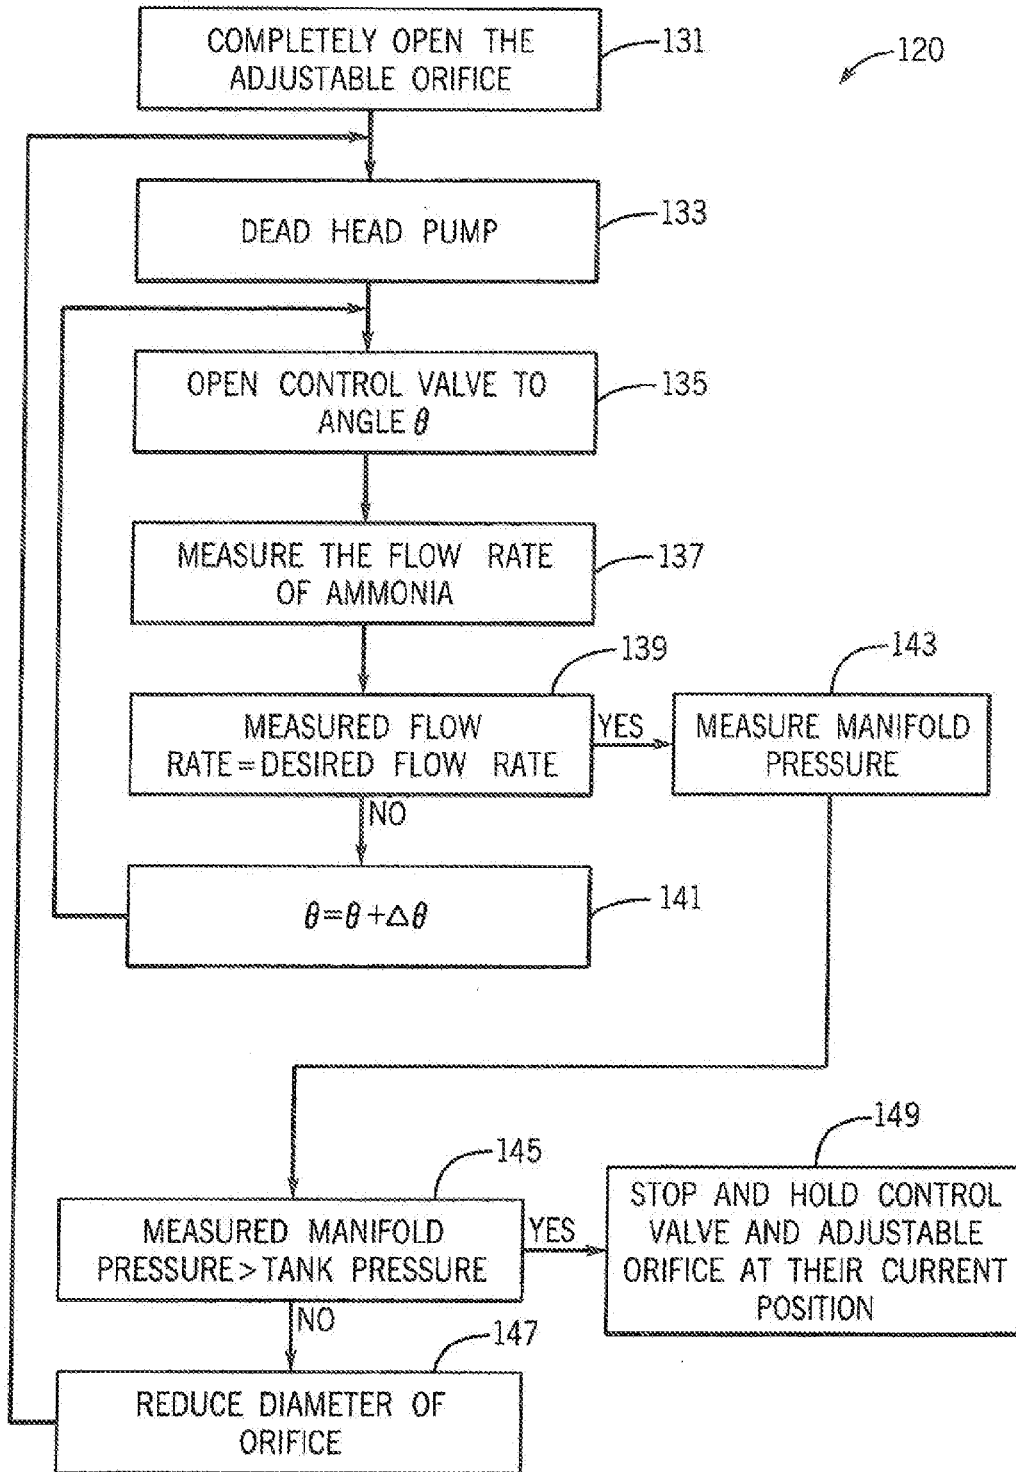 COMPLETELY OPEN THE
ADJUSTABLE ORIFICE
131
120
DEAD HEAD PUMP
133
OPEN CONTROL VALVE TO
ANGLE θ
135
MEASURE THE FLOW RATE
OF AMMONIA
137
139
MEASURED FLOW
RATE=DESIRED FLOW RATE
YES
143
MEASURE MANIFOLD
PRESSURE
NO
θ=θ+Δθ
141
145
MEASURED MANIFOLD
PRESSURE>TANK PRESSURE
YES
149
STOP AND HOLD CONTROL
VALVE AND ADJUSTABLE
ORIFICE AT THEIR CURRENT
POSITION
NO
147
REDUCE DIAMETER OF
ORIFICE